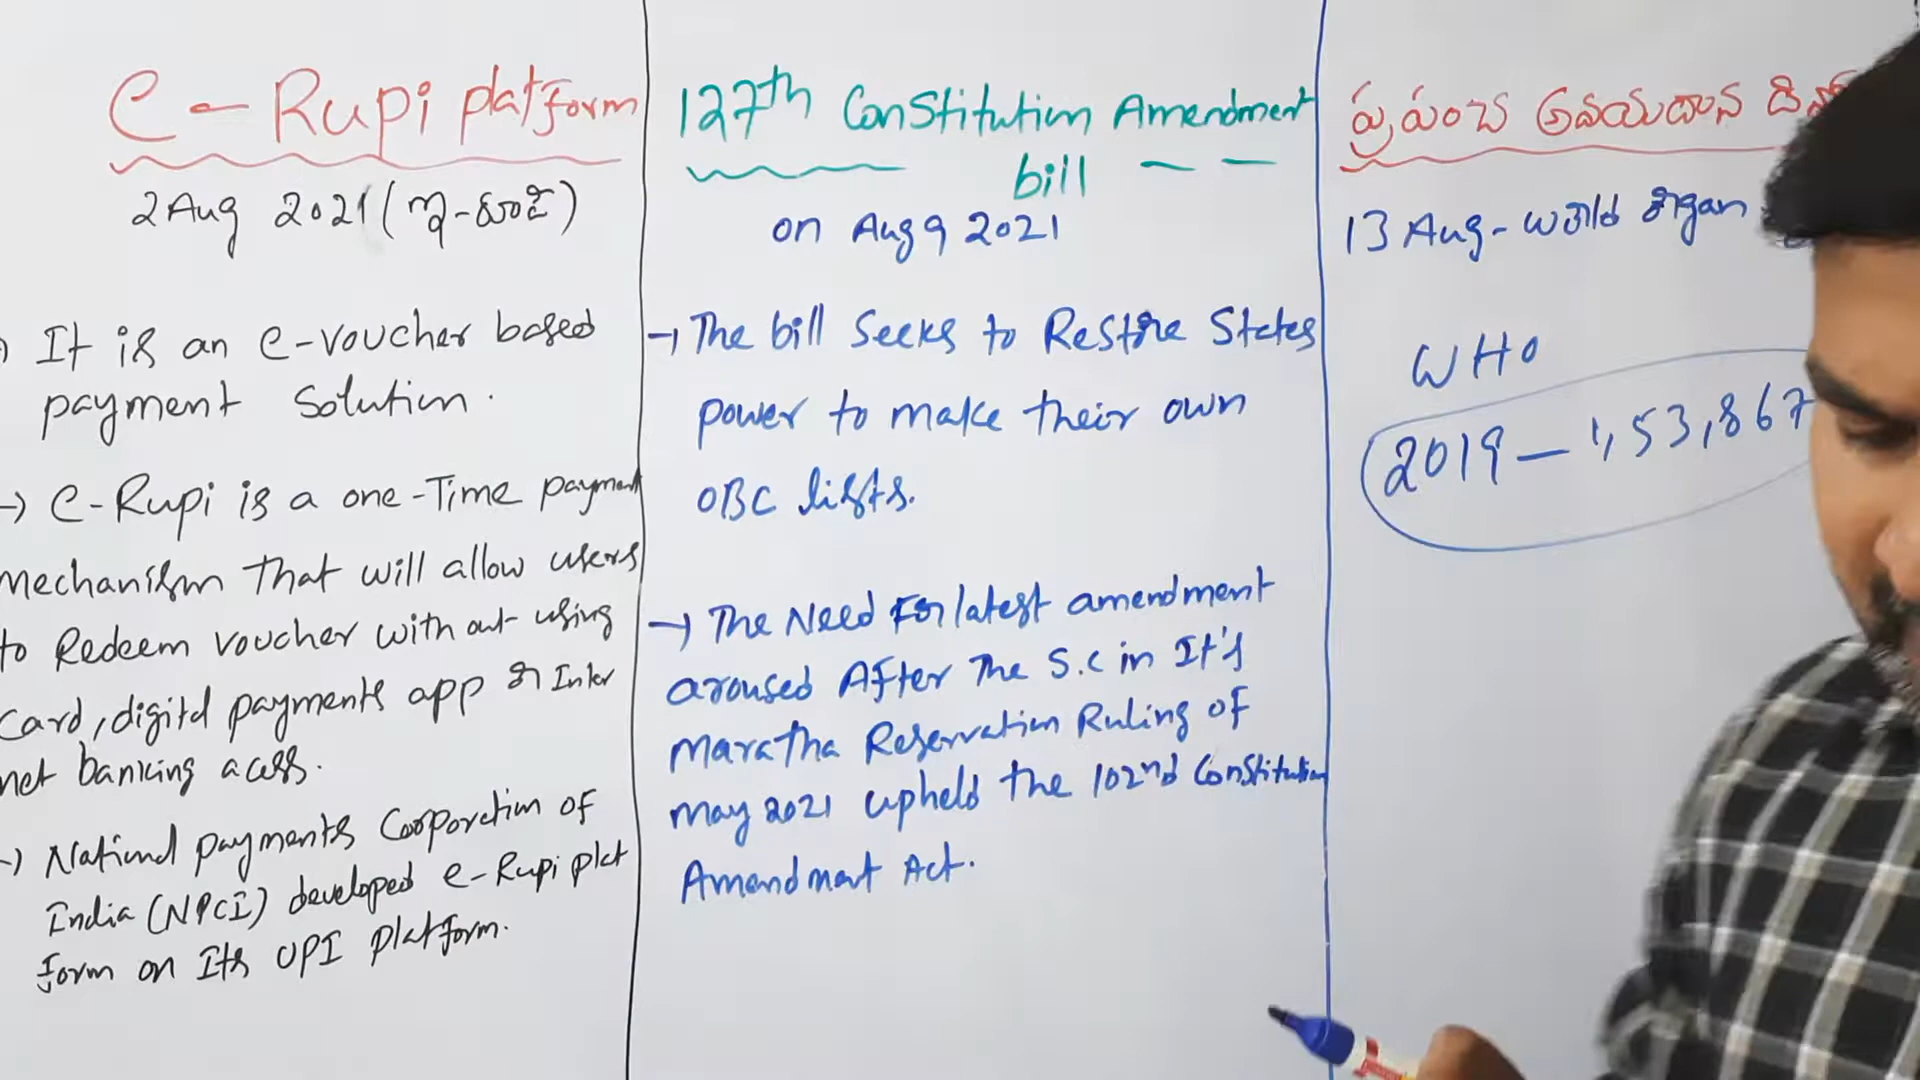 e-Rupi platform
2 Aug 2021 (ఈ-రూపీ)
It is an e-voucher based
payment Solution.
→ e-Rupi is a one-Time payment
mechanism that will allow users
to Redeem voucher without using
card, digital payments app or Inter
net banking acess.
→ National payments Corporation of
India (NPCI) developed e-Rupi plat
form on Its UPI platform.
127th Constitution Amendment
bill
on Aug 9 2021
→ The bill Seeks to Restore States
power to make their own
OBC lists.
→ The Need For latest amendment
aroused After The S.C in It's
Maratha Reservation Ruling of
May 2021 upheld the 102nd Constitution
Amendment Act.
ప్రపంచ అవయవదాన
13 Aug - world Organ
WHO
2019 - 1,53,867